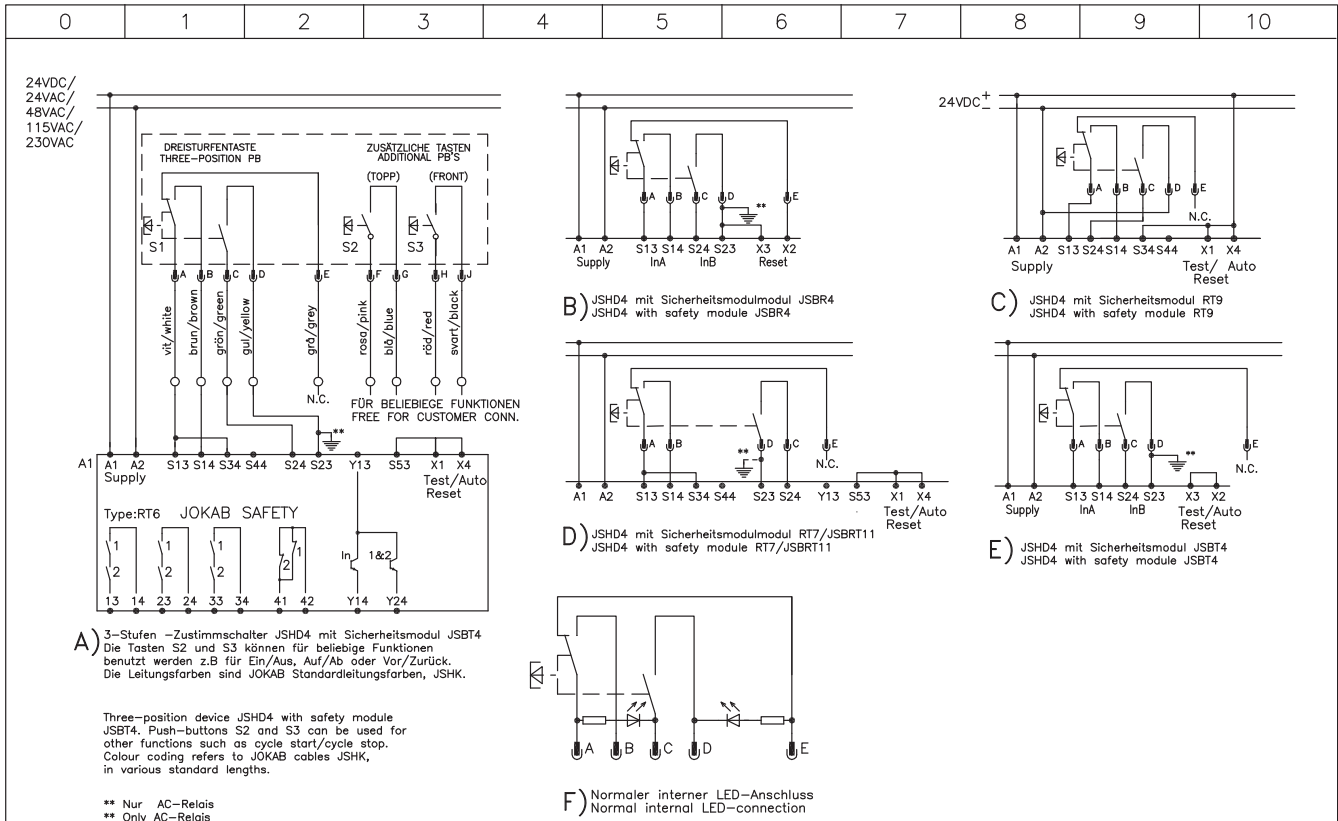 0 1 2 3 4 5 6 7 8 9 10
24VDC/
24VAC/
48VAC/
115VAC/
230VAC
DREISTURFENTASTE
THREE-POSITION PB
ZUSÄTZLICHE TASTEN
ADDITIONAL PB'S
(TOPP) (FRONT)
S1 S2 S3
A B C D E F G H J
vit/white
brun/brown
grön/green
gul/yellow
grå/grey
rosa/pink
blå/blue
röd/red
svart/black
N.C.
FÜR BELIEBIEGE FUNKTIONEN
FREE FOR CUSTOMER CONN.
**
A1 A1 A2 S13 S14 S34 S44 S24 S23 Y13 S53 X1 X4
Supply Test/Auto
Reset
Type:RT6 JOKAB SAFETY
1 1 1 1 In 1&2
2 2 2 2
13 14 23 24 33 34 41 42 Y14 Y24
A) 3-Stufen -Zustimmschalter JSHD4 mit Sicherheitsmodul JSBT4
Die Tasten S2 und S3 können für beliebige Funktionen
benutzt werden z.B für Ein/Aus, Auf/Ab oder Vor/Zurück.
Die Leitungsfarben sind JOKAB Standardleitungsfarben, JSHK.
Three-position device JSHD4 with safety module
JSBT4. Push-buttons S2 and S3 can be used for
other functions such as cycle start/cycle stop.
Colour coding refers to JOKAB cables JSHK,
in various standard lengths.
** Nur AC-Relais
** Only AC-Relais
A B C D E
**
A1 A2 S13 S14 S24 S23 X3 X2
Supply InA InB Reset
B) JSHD4 mit Sicherheitsmodulmodul JSBR4
JSHD4 with safety module JSBR4
24VDC + -
A B C D E
N.C.
A1 A2 S13 S24 S14 S34 S44 X1 X4
Supply Test/ Auto
Reset
C) JSHD4 mit Sicherheitsmodul RT9
JSHD4 with safety module RT9
A B D C E
**
N.C.
A1 A2 S13 S14 S34 S44 S23 S24 Y13 S53 X1 X4
Test/Auto
Reset
D) JSHD4 mit Sicherheitsmodulmodul RT7/JSBRT11
JSHD4 with safety module RT7/JSBRT11
A B C D E
**
N.C.
A1 A2 S13 S14 S24 S23 X3 X2
Supply InA InB Test/Auto
Reset
E) JSHD4 mit Sicherheitsmodul JSBT4
JSHD4 with safety module JSBT4
A B C D E
F) Normaler interner LED-Anschluss
Normal internal LED-connection